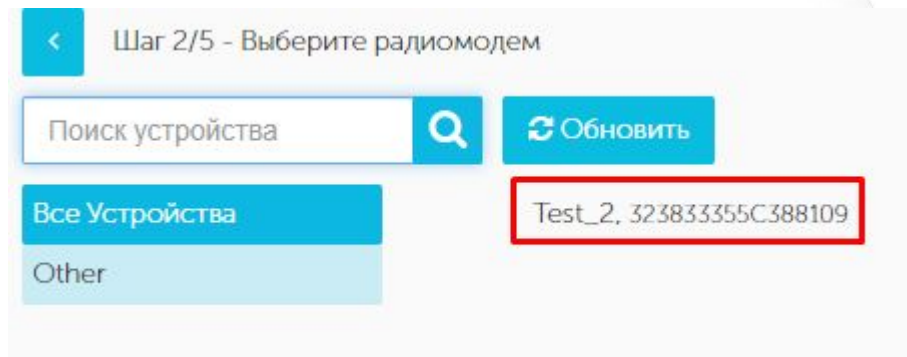 Шаг 2/5 - Выберите радиомодем
Поиск устройства
Обновить
Все Устройства
Test_2, 323833355C388109
Other